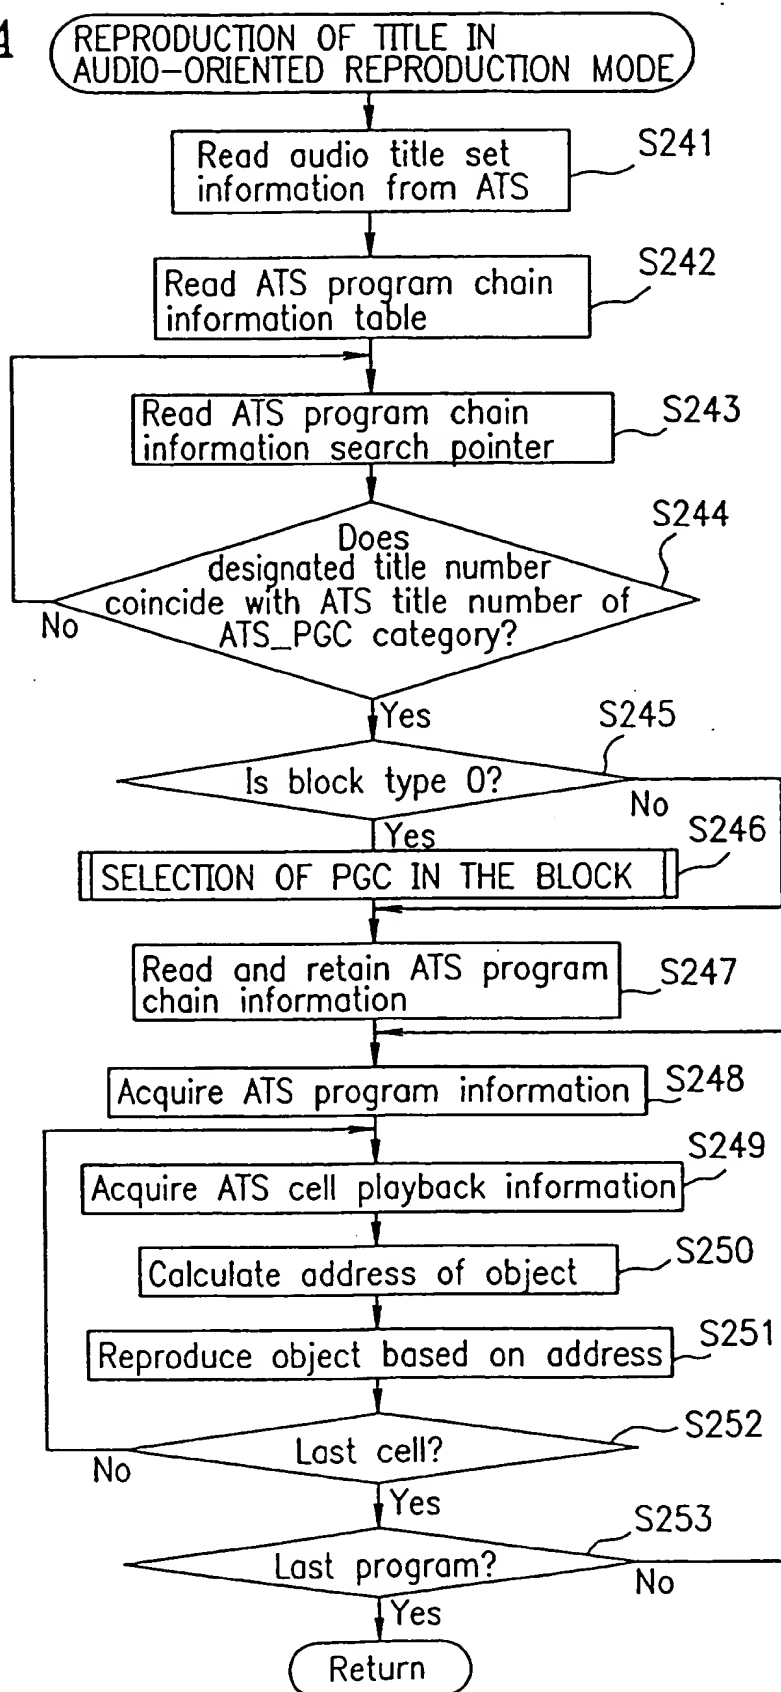 REPRODUCTION OF TITLE IN
AUDIO-ORIENTED REPRODUCTION MODE
Read audio title set
information from ATS
S241
Read ATS program chain
information table
S242
Read ATS program chain
information search pointer
S243
Does
designated title number
coincide with ATS title number of
ATS_PGC category?
S244
No
Yes
Is block type 0?
S245
No
Yes
SELECTION OF PGC IN THE BLOCK
S246
Read and retain ATS program
chain information
S247
Acquire ATS program information
S248
Acquire ATS cell playback information
S249
Calculate address of object
S250
Reproduce object based on address
S251
Last cell?
S252
No
Yes
Last program?
S253
No
Yes
Return